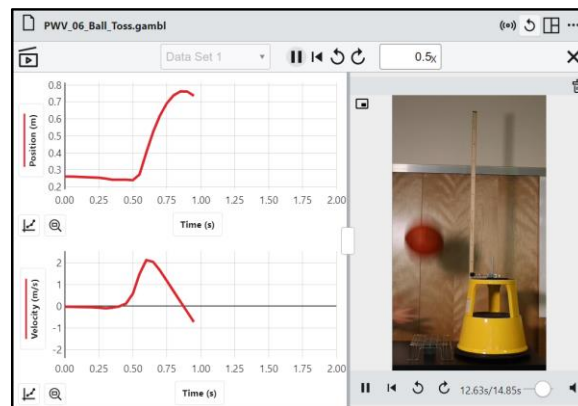 PWV_06_Ball_Toss.gambl
Data Set 1
0.5x
Position (m)
0.8
0.7
0.6
0.5
0.4
0.3
0.2
0.00 0.25 0.50 0.75 1.00 1.25 1.50 1.75 2.00
Time (s)
Velocity (m/s)
2
1
0
-1
-2
0.00 0.25 0.50 0.75 1.00 1.25 1.50 1.75 2.00
Time (s)
12.63s/14.85s